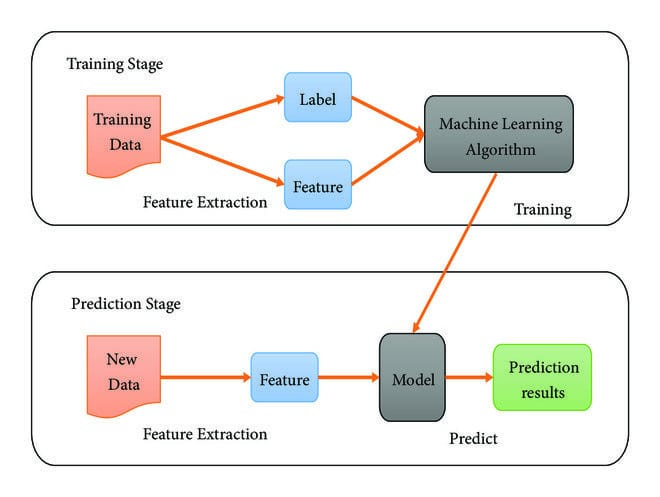 Training Stage
Training
Data
Label
Feature
Machine Learning
Algorithm
Feature Extraction
Training
Prediction Stage
New
Data
Feature
Model
Prediction
results
Feature Extraction
Predict